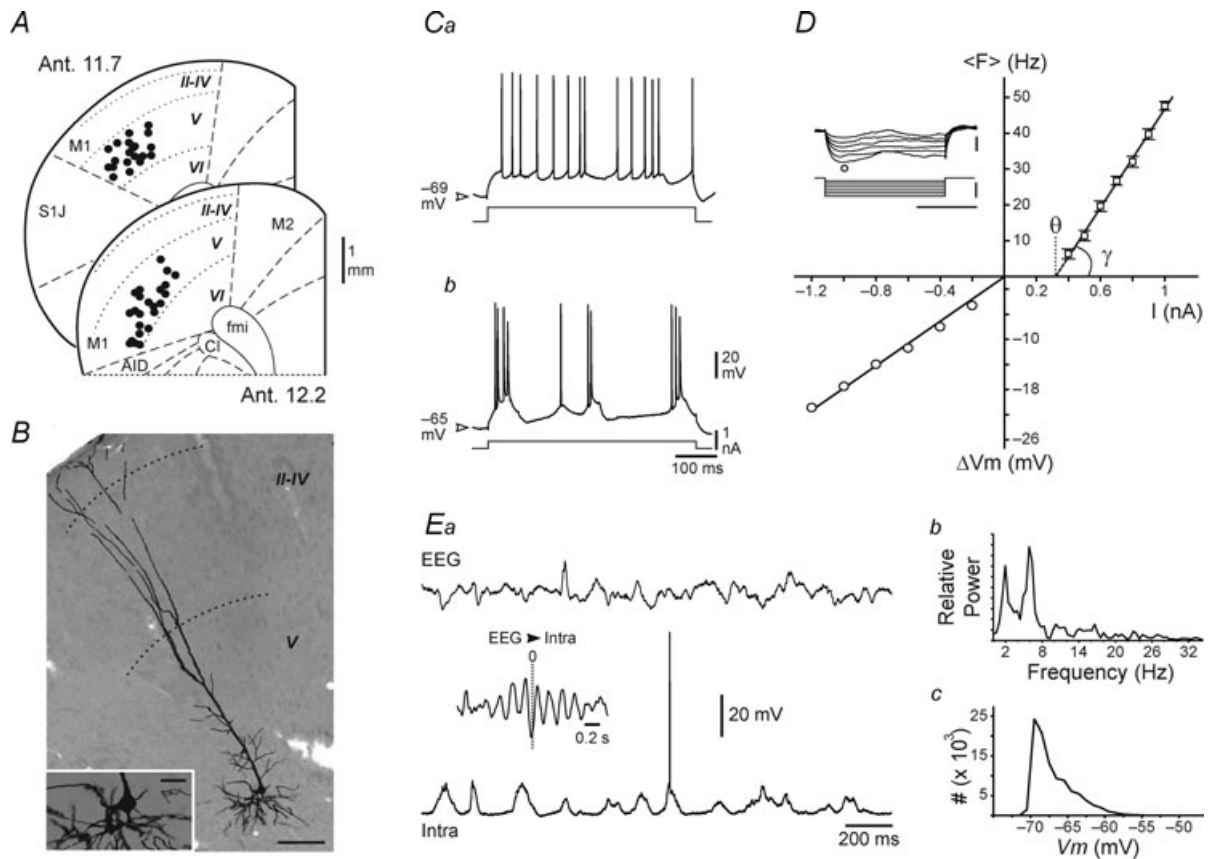 A
Ant. 11.7
II-IV
V
M1
VI
S1J
II-IV
M2
V
VI
M1
fmi
Cl
AID
Ant. 12.2
1
mm
B
II-IV
V
Ca
–69
mV
b
20
mV
–65
mV
1
nA
100 ms
D
<F> (Hz)
50
40
30
20
10
θ
γ
–1.2
–0.6
–0.2
0.2
0.6
1
I (nA)
–10
–18
–26
ΔVm (mV)
Ea
EEG
EEG ► Intra
0
0.2 s
20 mV
Intra
200 ms
b
Relative
Power
2
8
14
20
26
32
Frequency (Hz)
c
# (x 10³)
25
15
5
–70
–65
–60
–55
–50
Vm (mV)